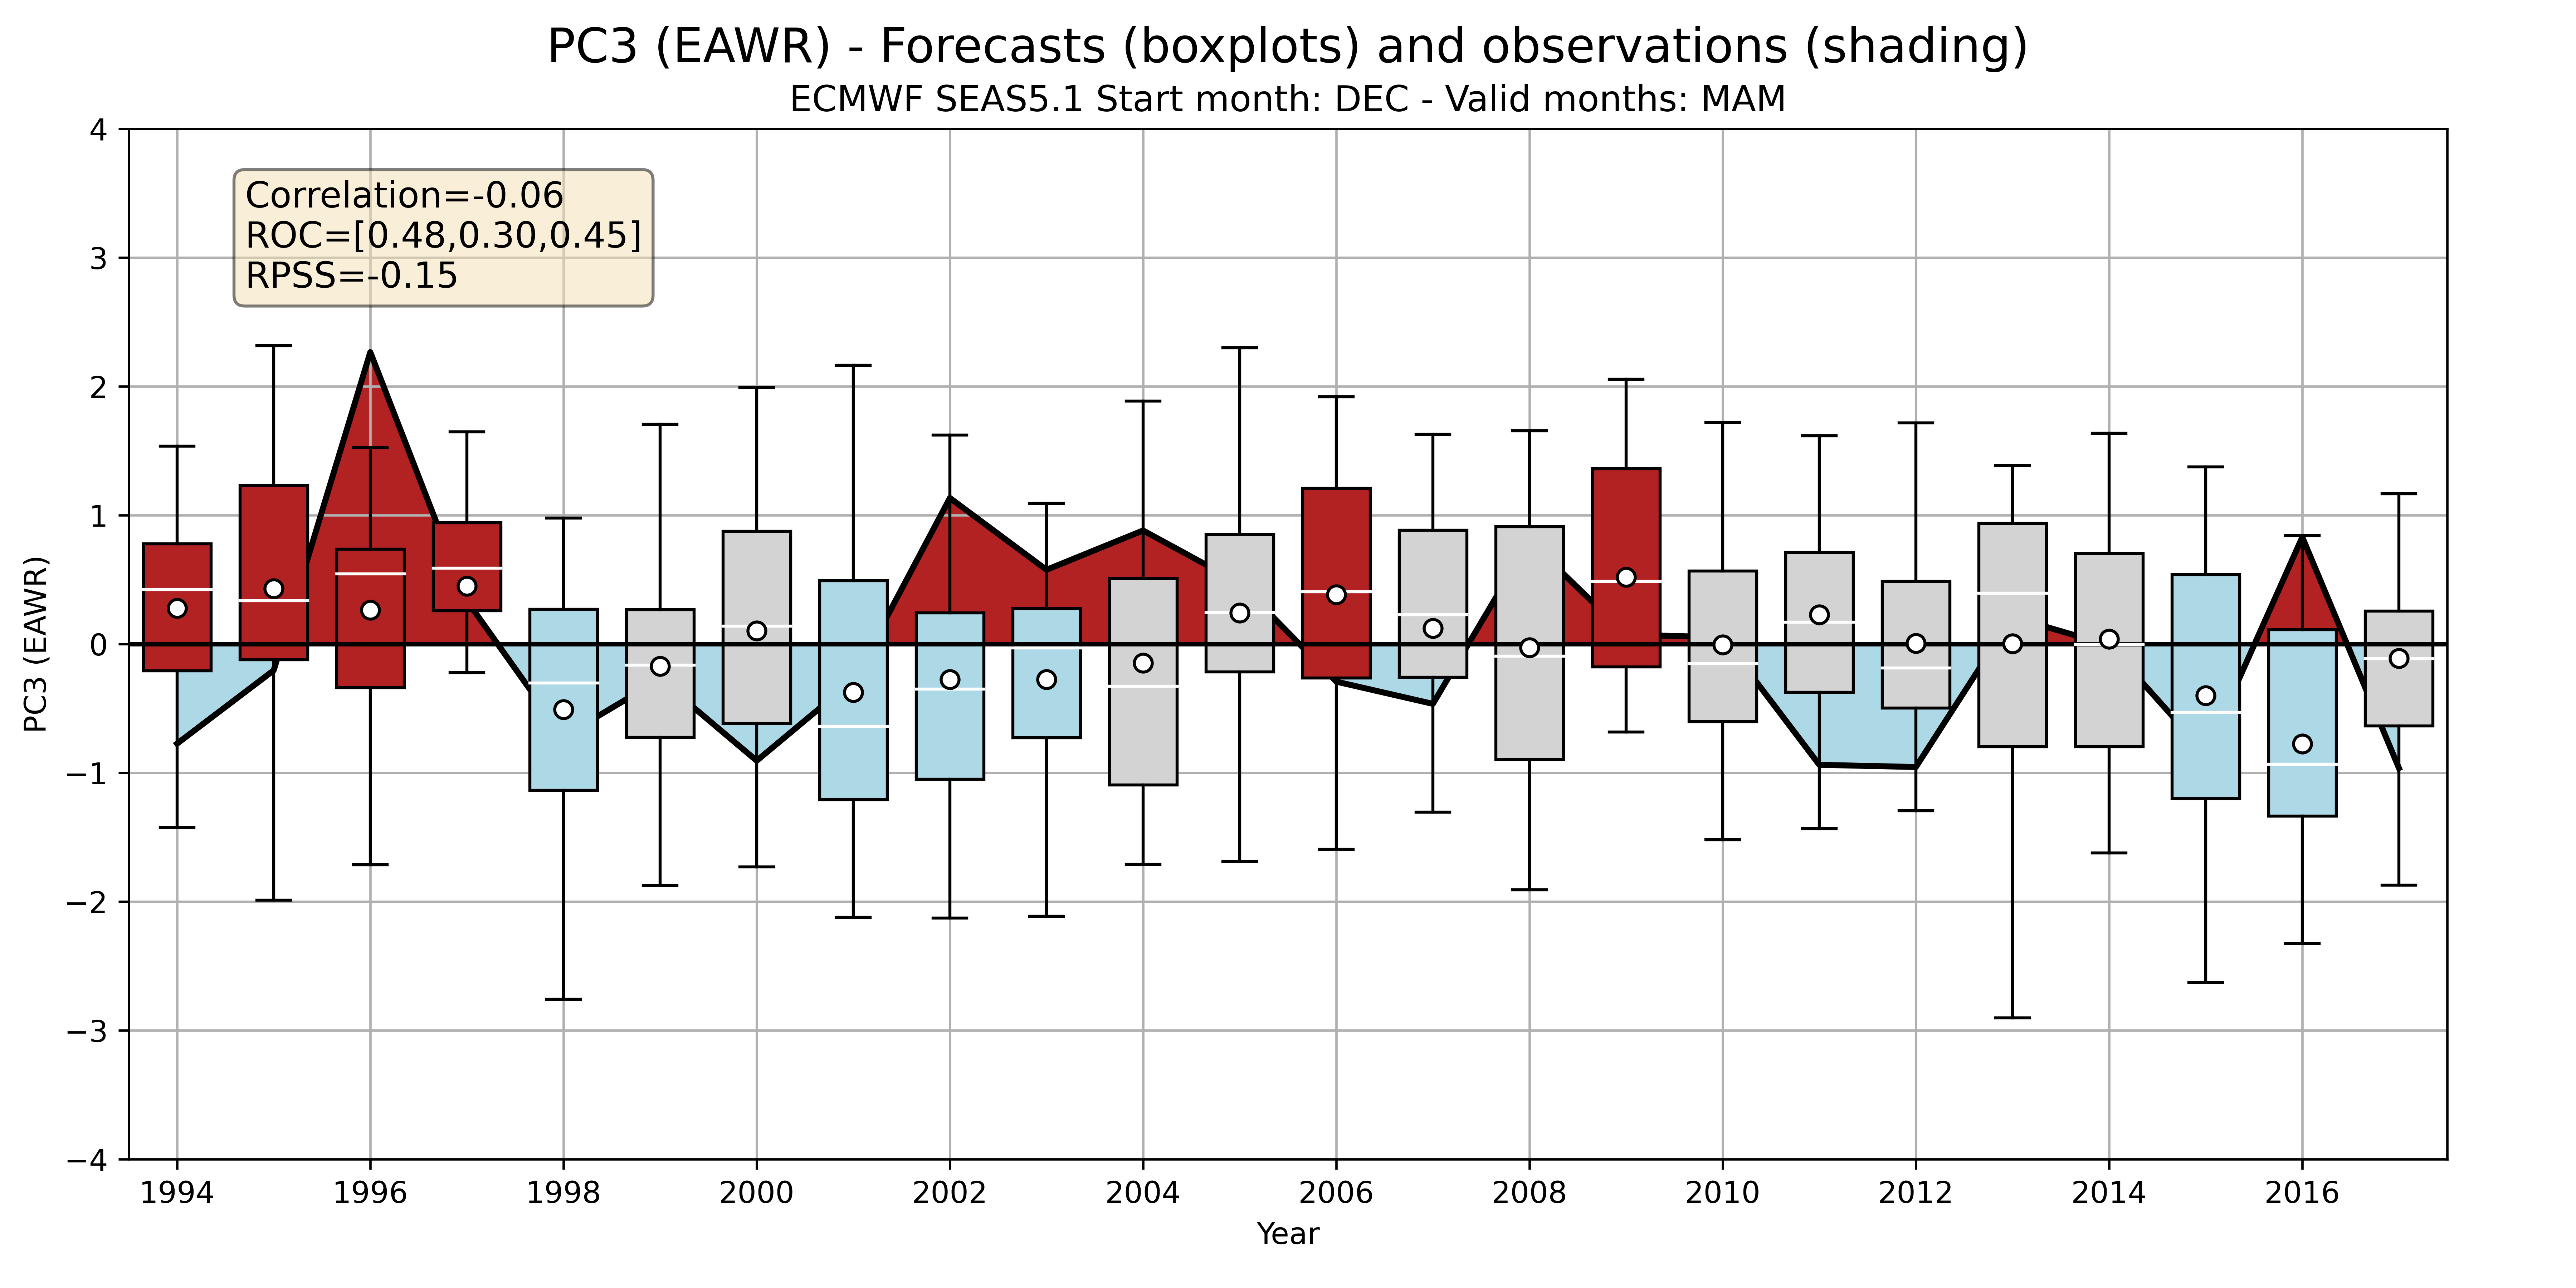 PC3 (EAWR) - Forecasts (boxplots) and observations (shading)
ECMWF SEAS5.1 Start month: DEC - Valid months: MAM
Correlation=-0.06
ROC=[0.48,0.30,0.45]
RPSS=-0.15
PC3 (EAWR)
4
3
2
1
0
−1
−2
−3
−4
1994 1996 1998 2000 2002 2004 2006 2008 2010 2012 2014 2016
Year